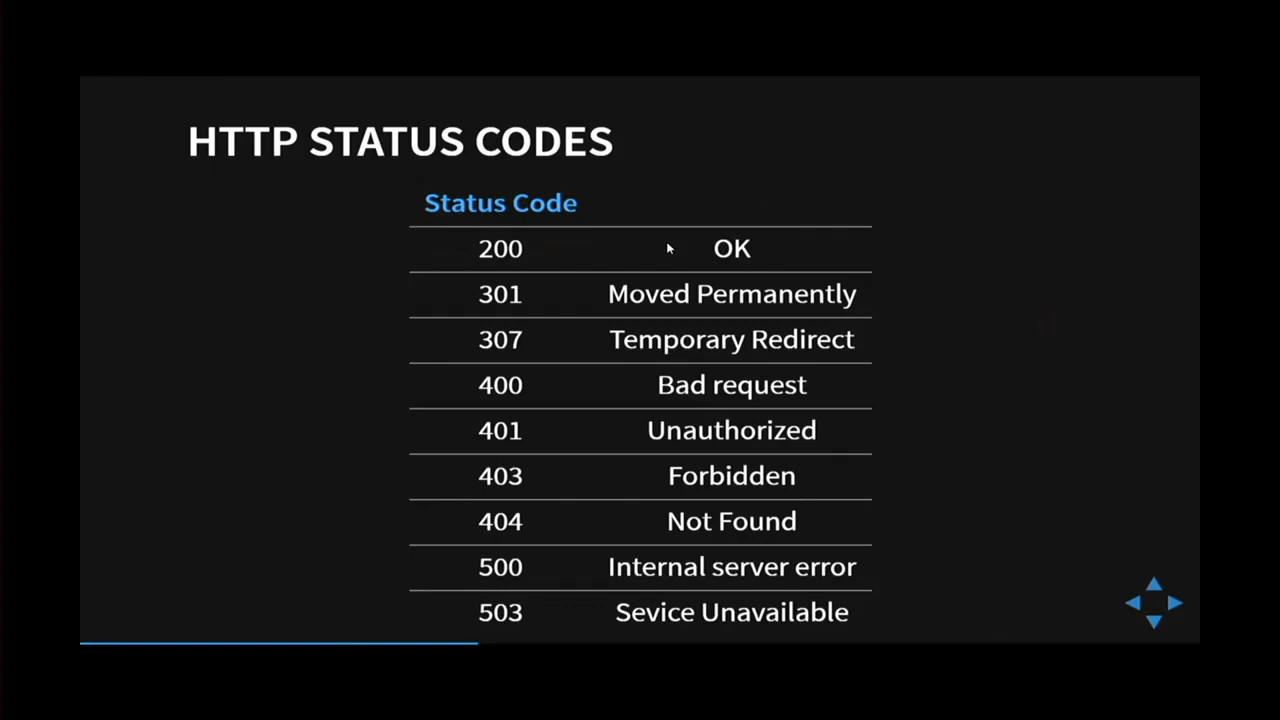 HTTP STATUS CODES
Status Code
200 OK
301 Moved Permanently
307 Temporary Redirect
400 Bad request
401 Unauthorized
403 Forbidden
404 Not Found
500 Internal server error
503 Sevice Unavailable